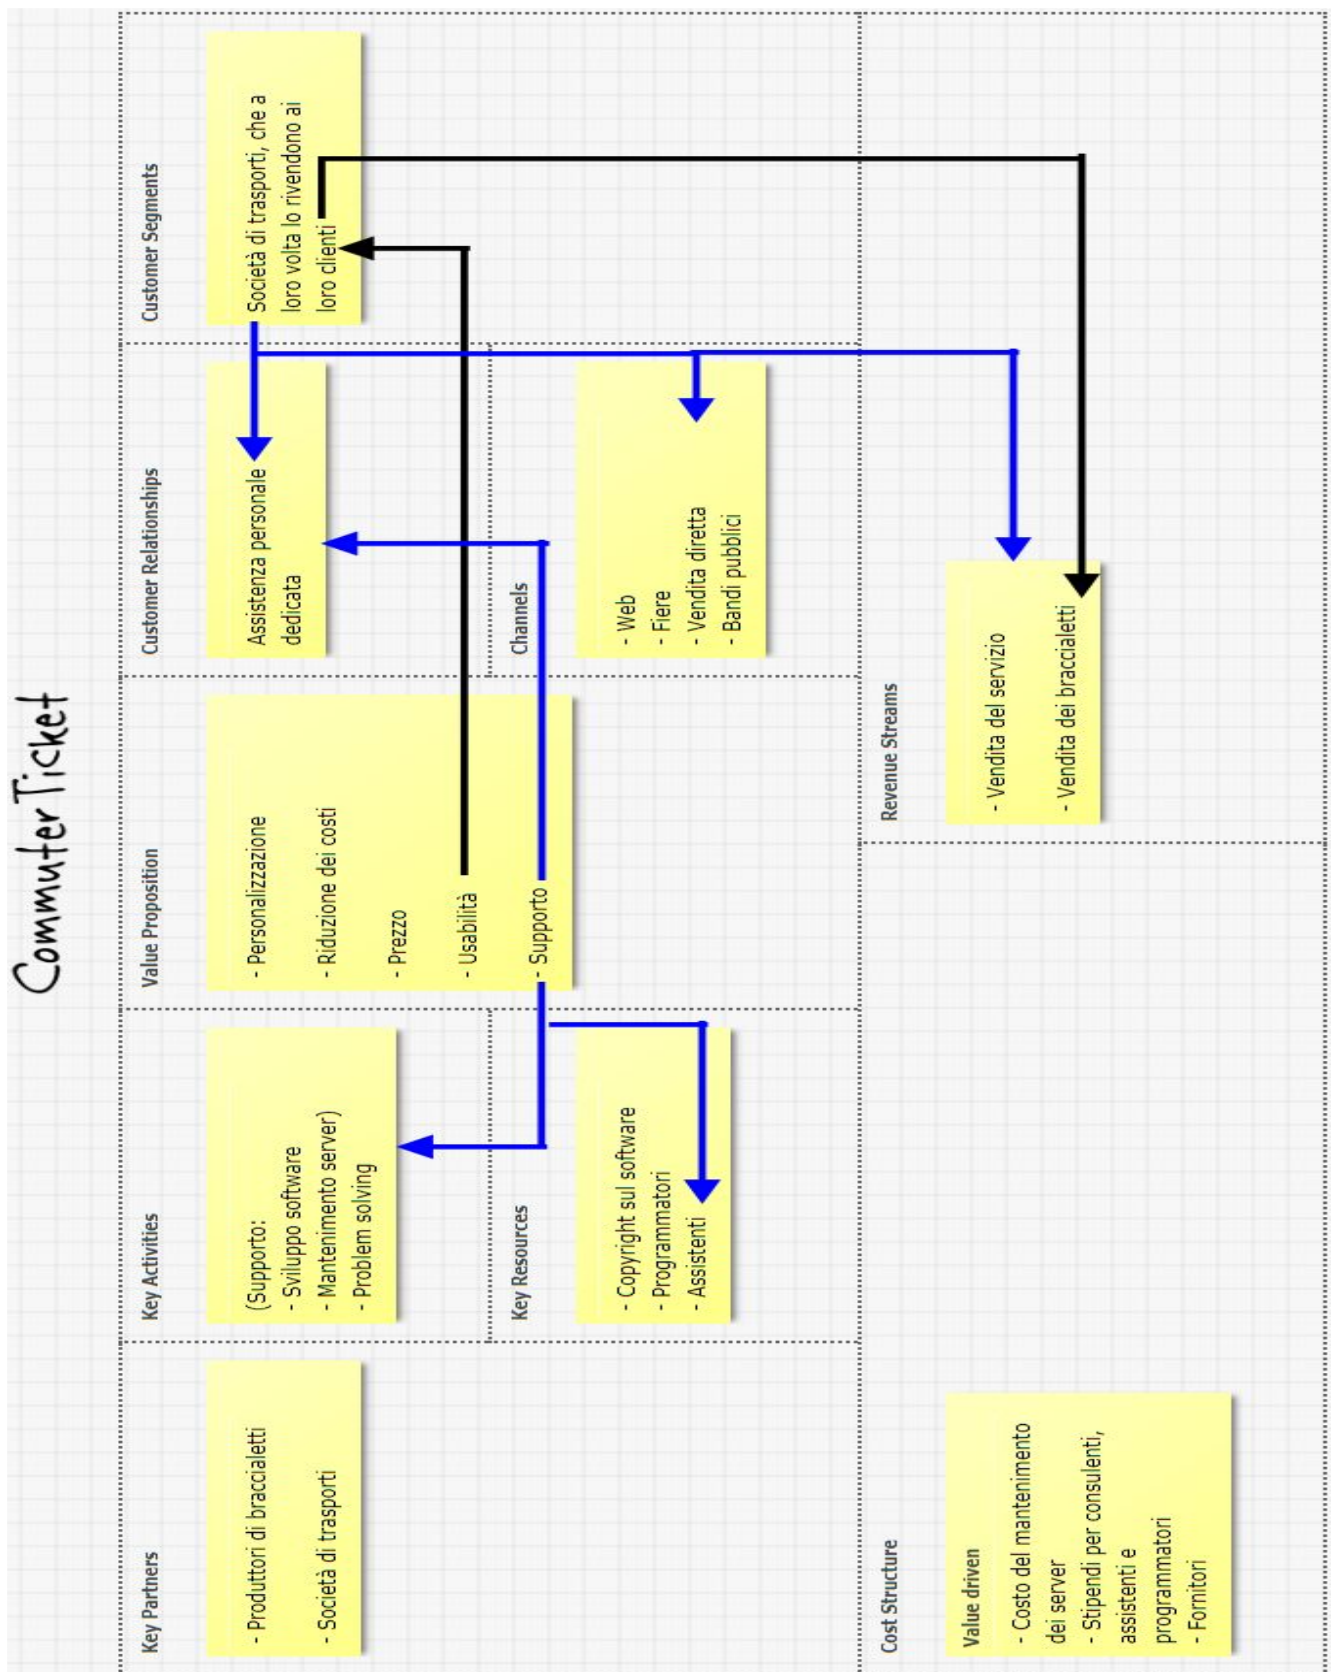 CommuterTicket
Key Partners
- Produttori di braccialetti
- Società di trasporti
Key Activities
(Supporto:
- Sviluppo software
- Mantenimento server)
- Problem solving
Key Resources
- Copyright sul software
- Programmatori
- Assistenti
Value Proposition
- Personalizzazione
- Riduzione dei costi
- Prezzo
- Usabilità
- Supporto
Customer Relationships
Assistenza personale
dedicata
Channels
- Web
- Fiere
- Vendita diretta
- Bandi pubblici
Customer Segments
Società di trasporti, che a
loro volta lo rivendono ai
loro clienti
Cost Structure
Value driven
- Costo del mantenimento
dei server
- Stipendi per consulenti,
assistenti e
programmatori
- Fornitori
Revenue Streams
- Vendita del servizio
- Vendita dei braccialetti